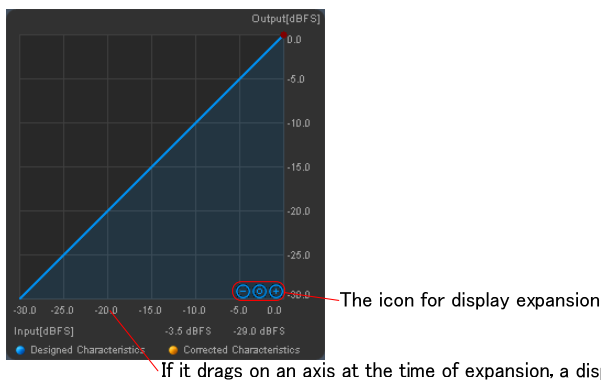 Output[dBFS]
0.0
-5.0
-10.0
-15.0
-20.0
-25.0
-30.0
-30.0 -25.0 -20.0 -15.0 -10.0 -5.0 0.0
The icon for display expansion
Input[dBFS] -3.5 dBFS -29.0 dBFS
Designed Characteristics Corrected Characteristics
If it drags on an axis at the time of expansion, a